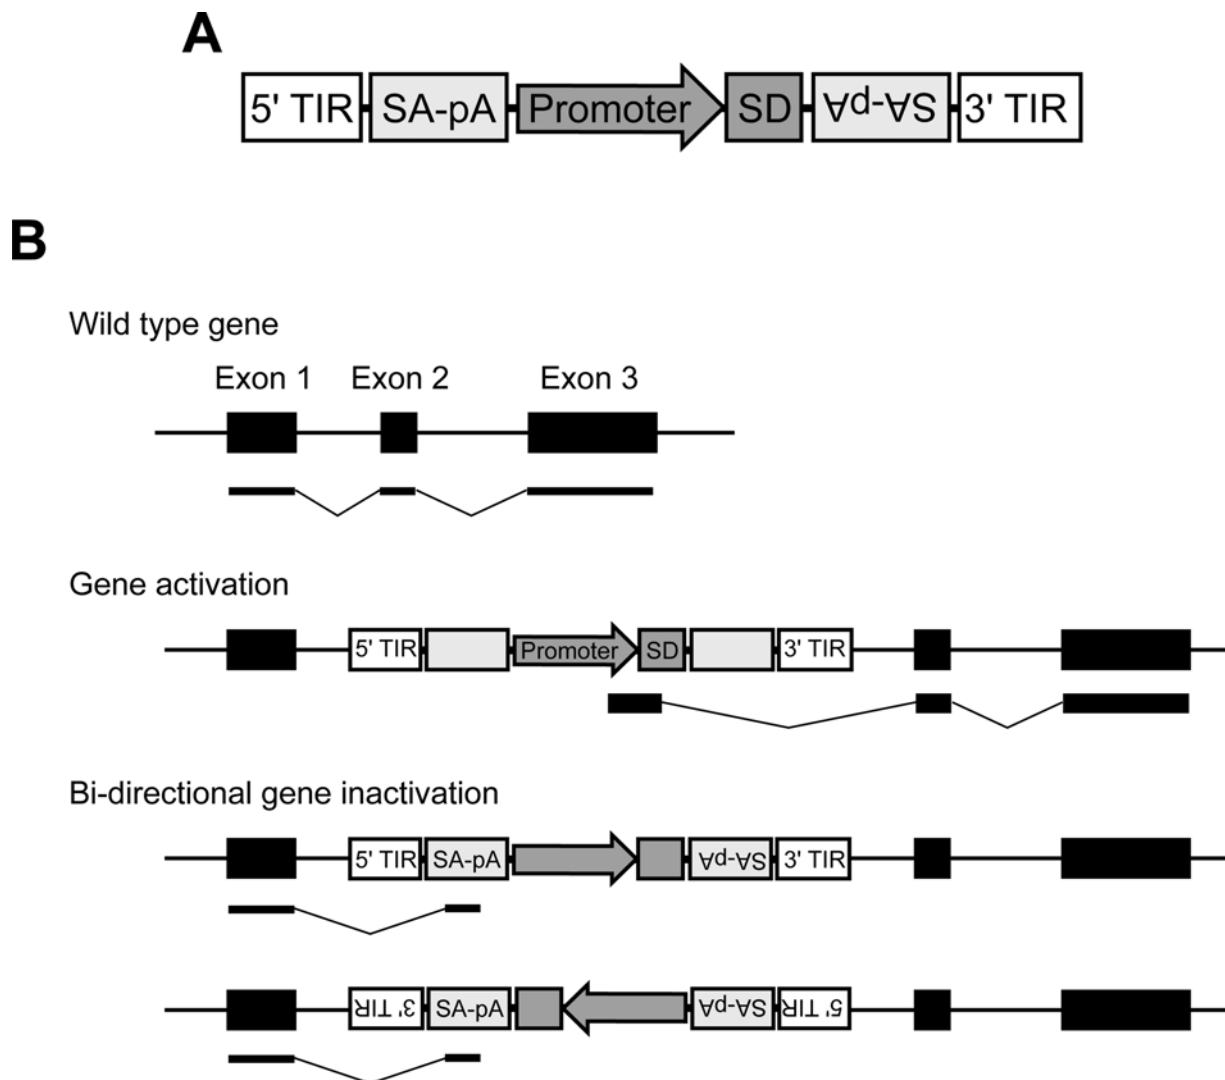 A
5' TIR SA-pA Promoter SD SA-pA 3' TIR
B
Wild type gene
Exon 1 Exon 2 Exon 3
Gene activation
5' TIR Promoter SD 3' TIR
Bi-directional gene inactivation
5' TIR SA-pA SA-pA 3' TIR
3' TIR SA-pA SA-pA 5' TIR